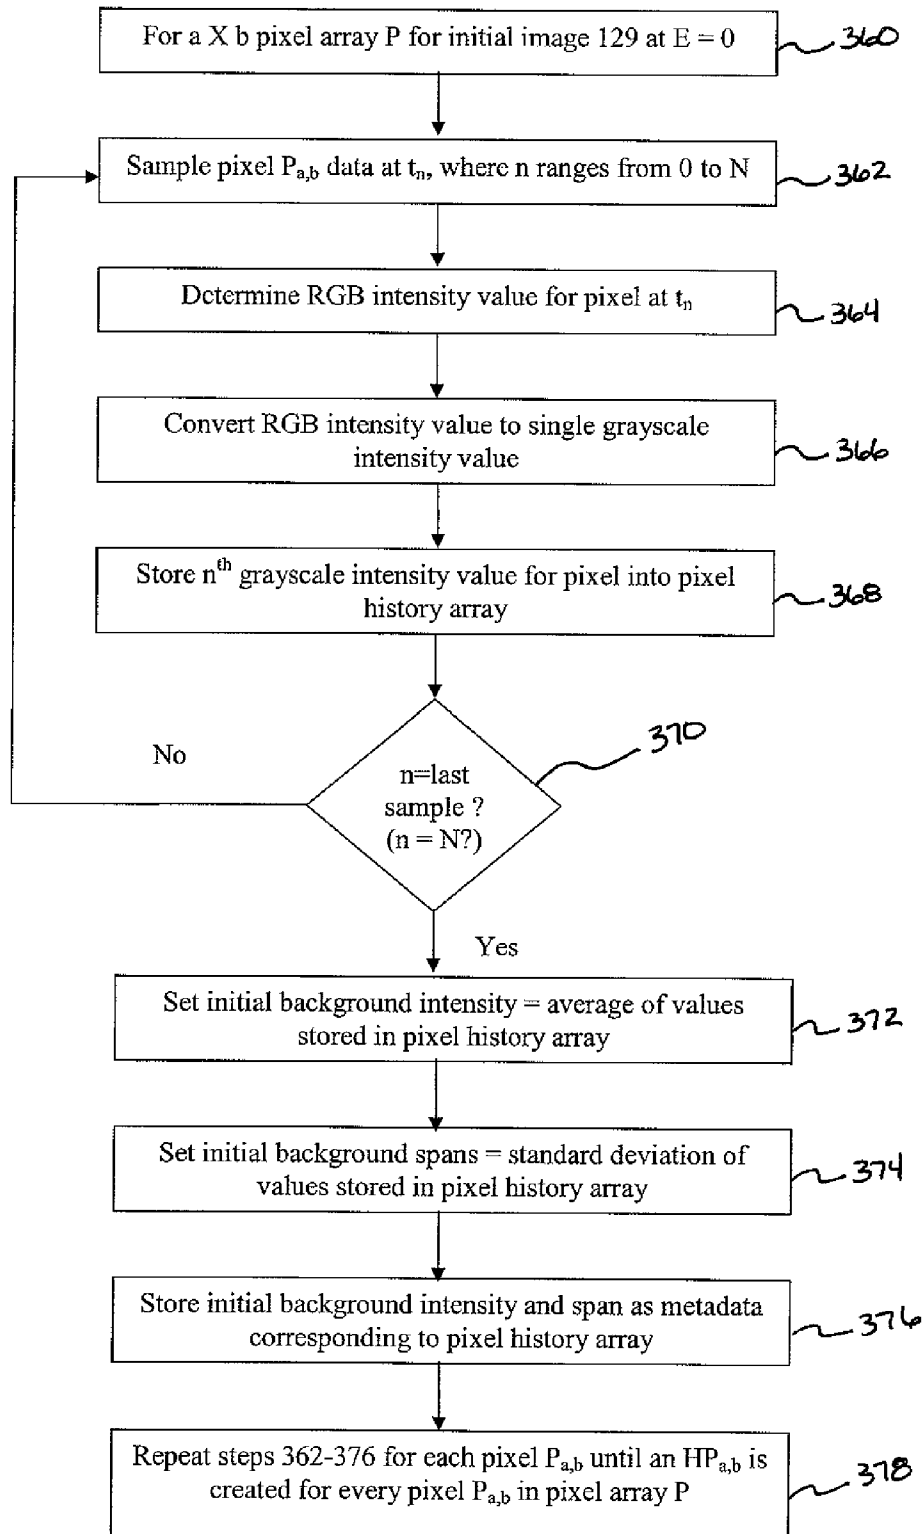 For a X b pixel array P for initial image 129 at E = 0
360
Sample pixel Pa,b data at tn, where n ranges from 0 to N
362
Determine RGB intensity value for pixel at tn
364
Convert RGB intensity value to single grayscale
intensity value
366
Store nth grayscale intensity value for pixel into pixel
history array
368
370
No
n=last
sample ?
(n = N?)
Yes
Set initial background intensity = average of values
stored in pixel history array
372
Set initial background spans = standard deviation of
values stored in pixel history array
374
Store initial background intensity and span as metadata
corresponding to pixel history array
376
Repeat steps 362-376 for each pixel Pa,b until an HPa,b is
created for every pixel Pa,b in pixel array P
378